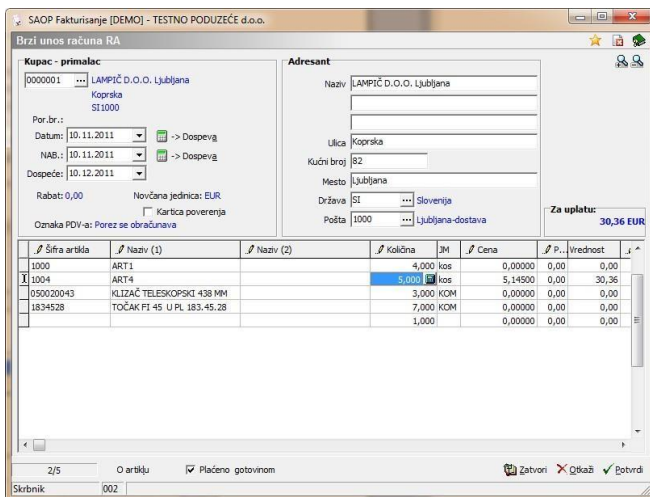 SAOP Fakturisanje [DEMO] - TESTNO PODUZEĆE d.o.o.
Brzi unos računa RA
Kupac - primalac
0000001 ... LAMPIČ D.O.O. Ljubljana
Koprska
SI1000
Por.br.:
Datum: 10.11.2011 -> Dospeva
NAB.: 10.11.2011 -> Dospeva
Dospeće: 10.12.2011
Rabat: 0,00 Novčana jedinica: EUR
Kartica poverenja
Oznaka PDV-a: Porez se obračunava
Adresant
Naziv LAMPIČ D.O.O. Ljubljana
Ulica Koprska
Kućni broj 82
Mesto Ljubljana
Država SI ... Slovenija
Pošta 1000 ... Ljubljana-dostava
Za uplatu:
30,36 EUR
Šifra artikla Naziv (1) Naziv (2) Količina JM Cena P... Vrednost
1000 ART1 4,000 kos 0,00000 0,00 0,00
1004 ART4 5,000 kos 5,14500 0,00 30,36
050020043 KLIZAČ TELESKOPSKI 438 MM 3,000 KOM 0,00000 0,00 0,00
1834528 TOČAK FI 45 U PL 183.45.28 7,000 KOM 0,00000 0,00 0,00
1,000 0,00000 0,00 0,00
2/5 O artiklu Plaćeno gotovinom Zatvori Otkaži Potvrdi
Skrbnik 002